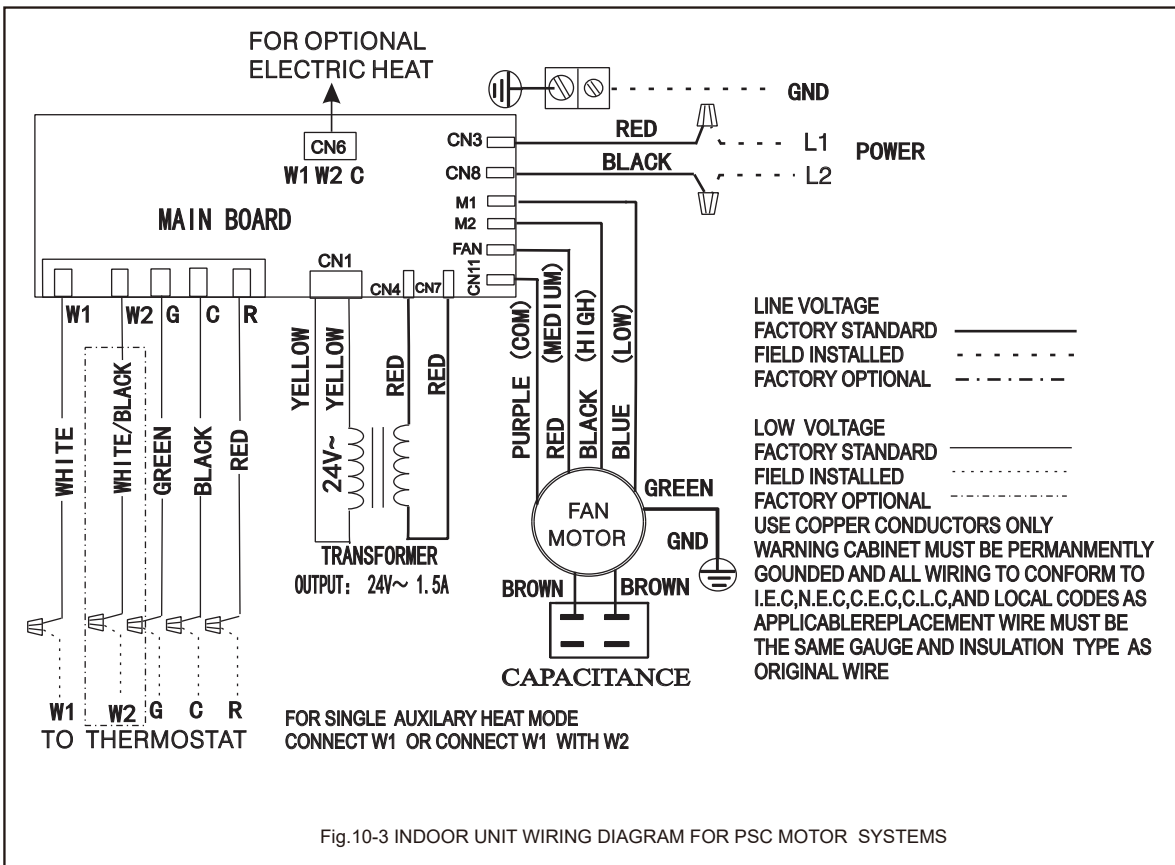 FOR OPTIONAL
ELECTRIC HEAT
GND
CN6
W1 W2 C
CN3
RED
L1
POWER
CN8
BLACK
L2
M1
M2
MAIN BOARD
FAN
CN11
CN1
CN4
CN7
W1
W2
G
C
R
WHITE
WHITE/BLACK
GREEN
BLACK
RED
YELLOW
YELLOW
RED
RED
24V~
PURPLE (COM)
RED (MEDIUM)
BLACK (HIGH)
BLUE (LOW)
TRANSFORMER
OUTPUT: 24V~ 1.5A
FAN
MOTOR
GREEN
GND
BROWN
BROWN
CAPACITANCE
LINE VOLTAGE
FACTORY STANDARD
FIELD INSTALLED
FACTORY OPTIONAL
LOW VOLTAGE
FACTORY STANDARD
FIELD INSTALLED
FACTORY OPTIONAL
USE COPPER CONDUCTORS ONLY
WARNING CABINET MUST BE PERMANMENTLY
GOUNDED AND ALL WIRING TO CONFORM TO
I.E.C,N.E.C,C.E.C,C.L.C,AND LOCAL CODES AS
APPLICABLEREPLACEMENT WIRE MUST BE
THE SAME GAUGE AND INSULATION TYPE AS
ORIGINAL WIRE
W1 W2 G C R
TO THERMOSTAT
FOR SINGLE AUXILARY HEAT MODE
CONNECT W1 OR CONNECT W1 WITH W2
Fig.10-3 INDOOR UNIT WIRING DIAGRAM FOR PSC MOTOR SYSTEMS